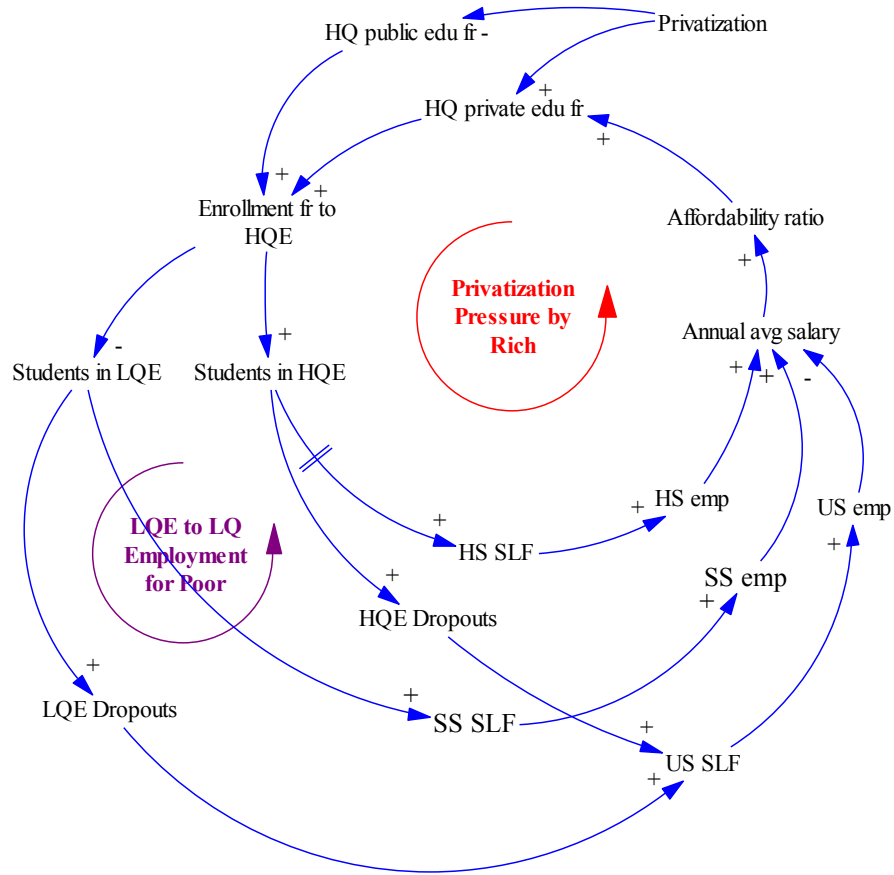 HQ public edu fr -
Privatization
+
HQ private edu fr
+
+
+
Enrollment fr to
HQE
Affordability ratio
+
Privatization
Pressure by
Rich
Annual avg salary
-
+
Students in LQE
Students in HQE
+
+
-
HS emp
+
US emp
+
LQE to LQ
Employment
for Poor
+
HS SLF
+
SS emp
+
HQE Dropouts
+
+
LQE Dropouts
+
SS SLF
+
US SLF
+